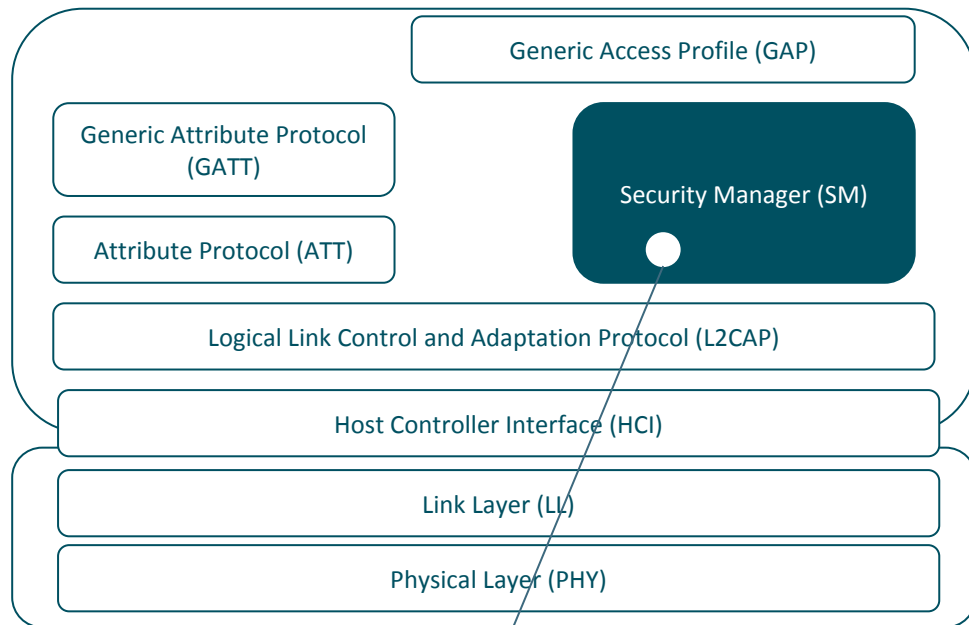 Generic Access Profile (GAP)
Generic Attribute Protocol
(GATT)
Security Manager (SM)
Attribute Protocol (ATT)
Logical Link Control and Adaptation Protocol (L2CAP)
Host Controller Interface (HCI)
Link Layer (LL)
Physical Layer (PHY)